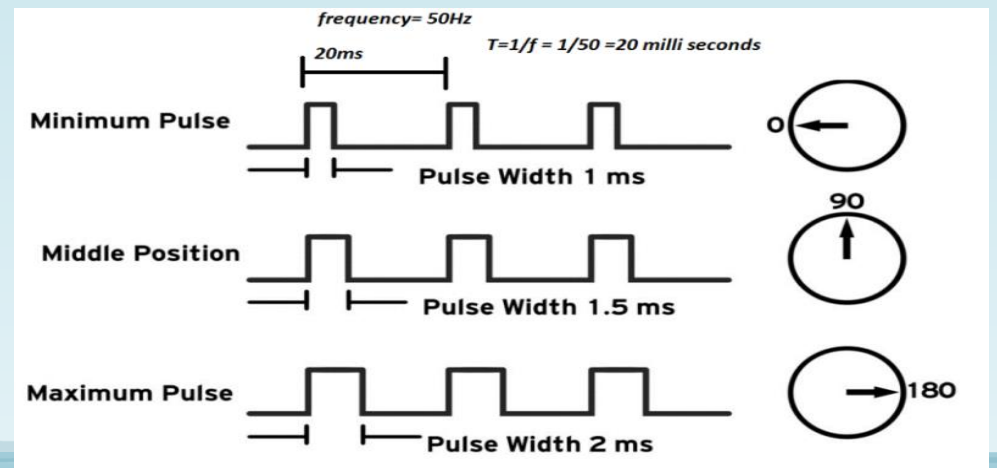 frequency= 50Hz
T=1/f = 1/50 =20 milli seconds
20ms
Minimum Pulse
0
Pulse Width 1 ms
90
Middle Position
Pulse Width 1.5 ms
Maximum Pulse
180
Pulse Width 2 ms